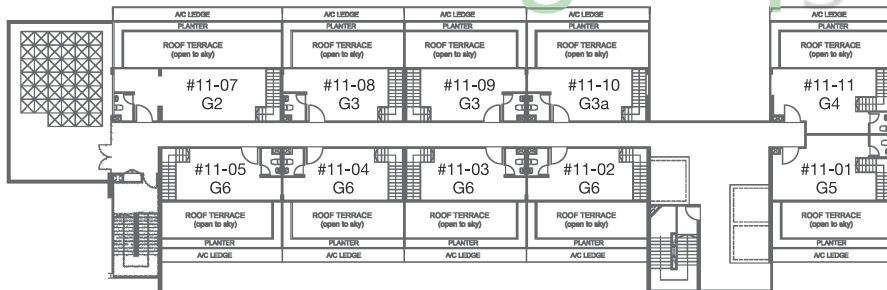 A/C LEDGE A/C LEDGE A/C LEDGE A/C LEDGE A/C LEDGE
PLANTER PLANTER PLANTER PLANTER PLANTER
ROOF TERRACE ROOF TERRACE ROOF TERRACE ROOF TERRACE ROOF TERRACE
(open to sky) (open to sky) (open to sky) (open to sky) (open to sky)
#11-07 #11-08 #11-09 #11-10 #11-11
G2 G3 G3 G3a G4
#11-05 #11-04 #11-03 #11-02 #11-01
G6 G6 G6 G6 G5
ROOF TERRACE ROOF TERRACE ROOF TERRACE ROOF TERRACE ROOF TERRACE
(open to sky) (open to sky) (open to sky) (open to sky) (open to sky)
PLANTER PLANTER PLANTER PLANTER PLANTER
A/C LEDGE A/C LEDGE A/C LEDGE A/C LEDGE A/C LEDGE